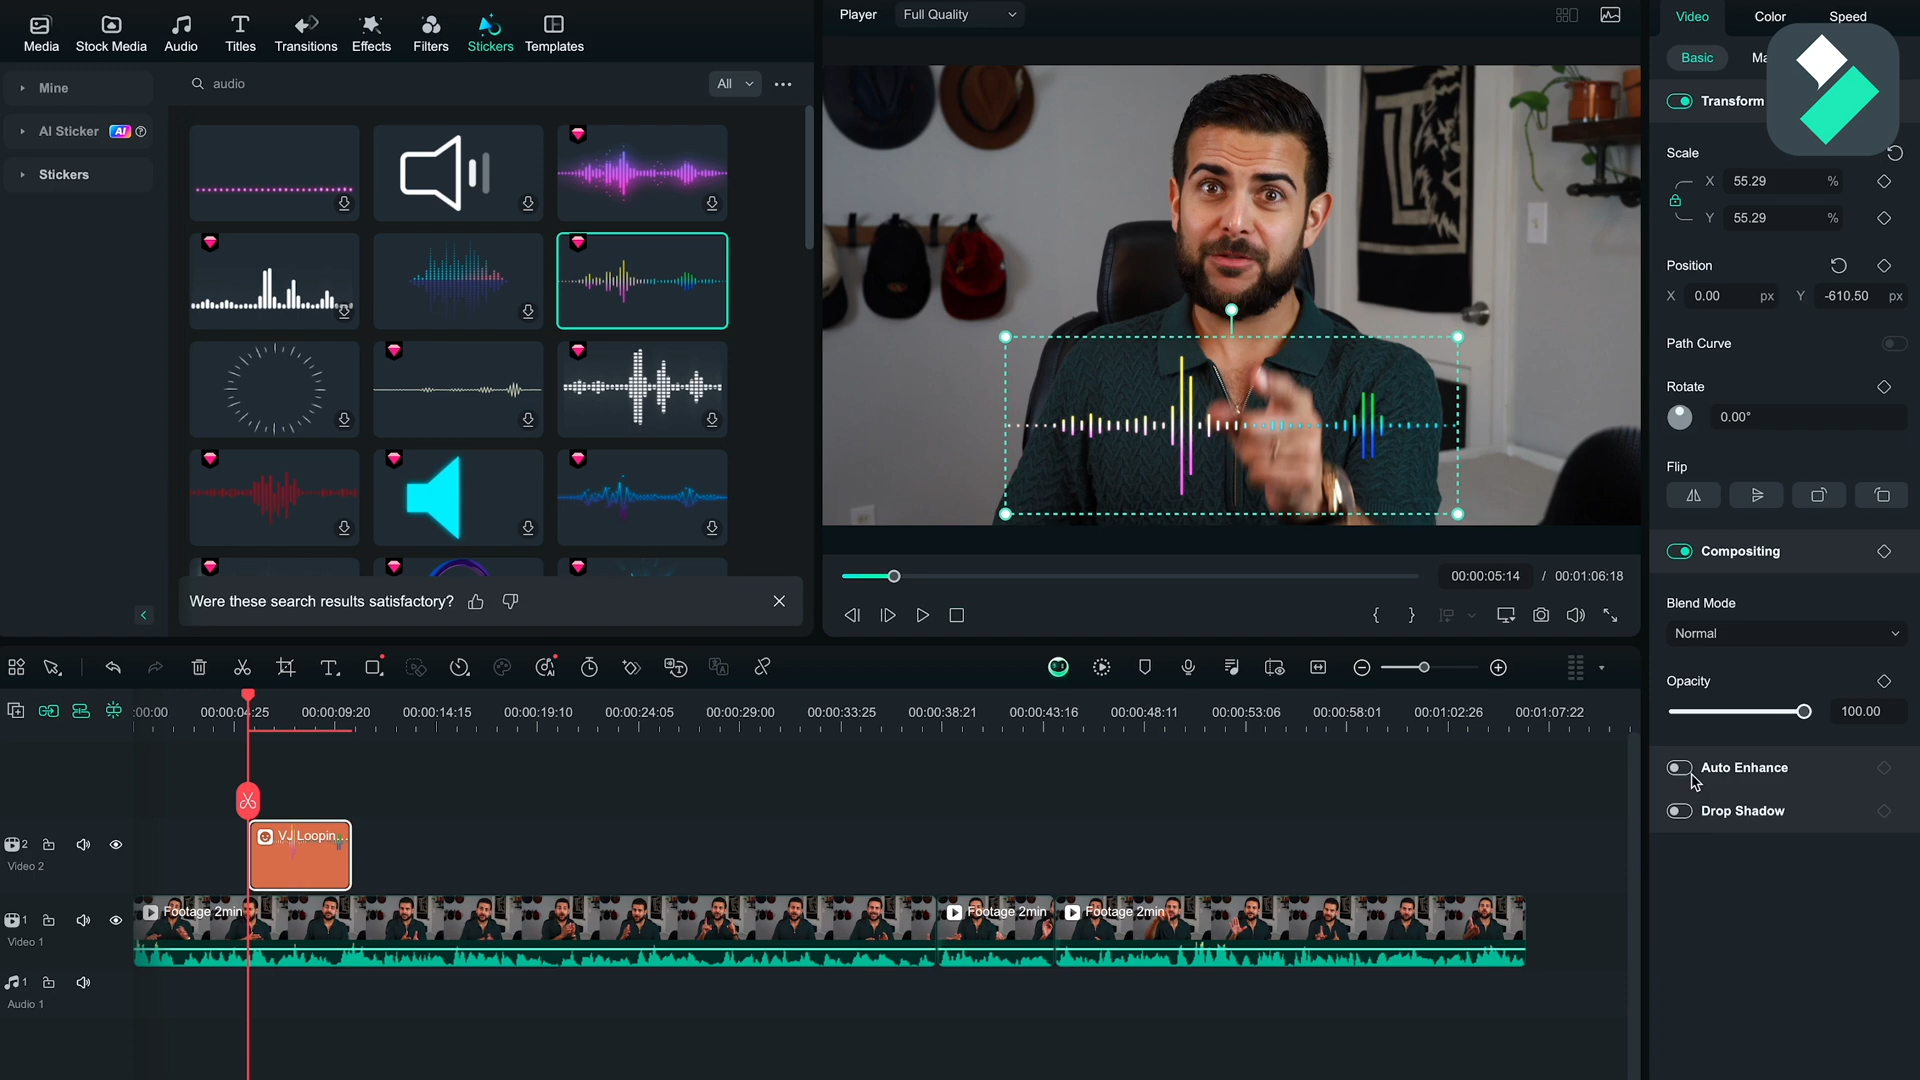 Media
Stock Media
Audio
Titles
Transitions
Effects
Filters
Stickers
Templates
Player
Full Quality
Video
Color
Speed
Mine
audio
All
Basic
Ma
AI Sticker AI
Transform
Stickers
Scale
X 55.29 %
Y 55.29 %
Position
X 0.00 px Y -610.50 px
Path Curve
Rotate
0.00°
Flip
Compositing
00:00:05:14 / 00:01:06:18
Were these search results satisfactory?
Blend Mode
Normal
Opacity
100.00
Auto Enhance
Drop Shadow
:00:00 00:00:04:25 00:00:09:20 00:00:14:15 00:00:19:10 00:00:24:05 00:00:29:00 00:00:33:25 00:00:38:21 00:00:43:16 00:00:48:11 00:00:53:06 00:00:58:01 00:01:02:26 00:01:07:22
VJ Loopin...
2
Video 2
Footage 2min
Footage 2min
Footage 2min
1
Video 1
1
Audio 1